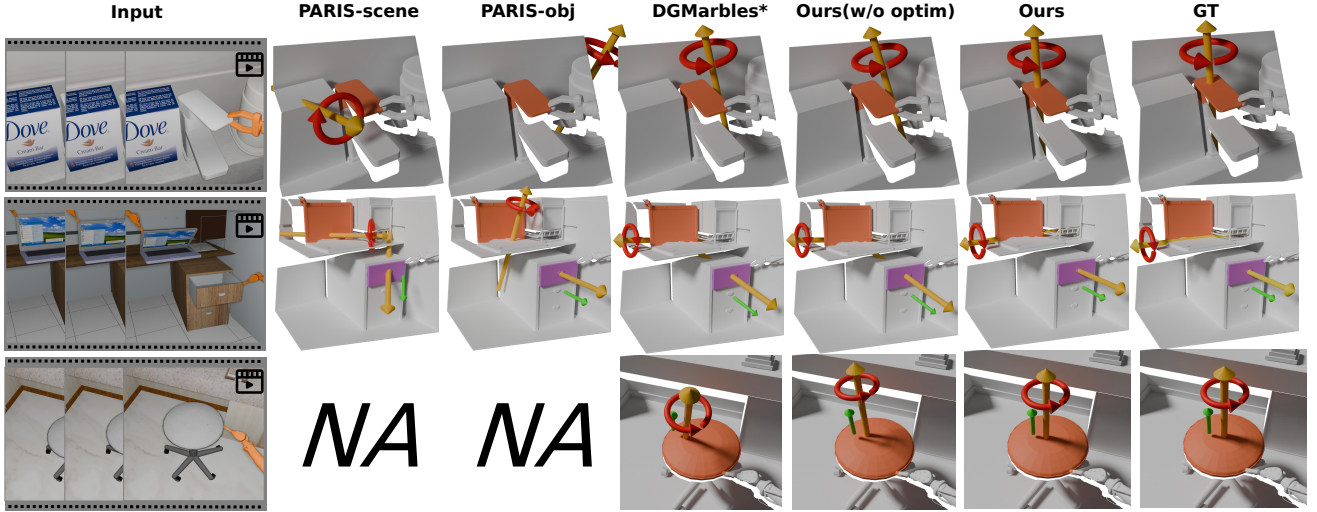 Input PARIS-scene PARIS-obj DGMarbles* Ours(w/o optim) Ours GT
Dove Dove Dove
Cream Bar Cream Bar Cream Bar
NA NA